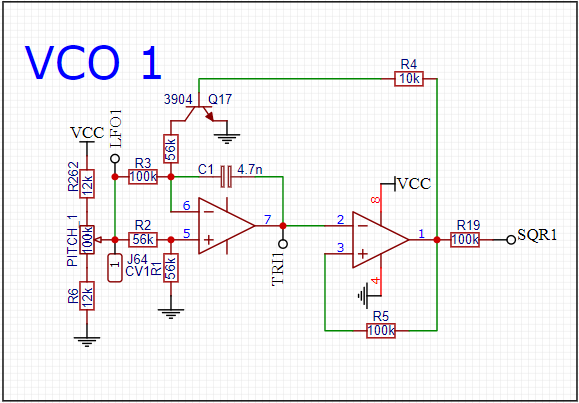 VCO 1
R4
10k
3904
Q17
LFO1
VCC
56k
R262
12k
R3
100k
C1
4.7n
VCC
8
6
7
2
1
R19
100k
SQR1
PITCH_1
100k
R2
56k
5
3
J64
CV1
1
R1
56k
TRI1
4
R6
12k
R5
100k